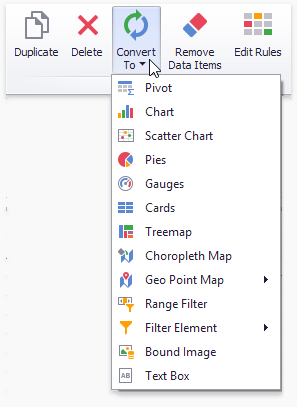 Duplicate
Delete
Convert
To
Remove
Data Items
Edit Rules
Pivot
Chart
Scatter Chart
Pies
Gauges
Cards
Treemap
Choropleth Map
Geo Point Map
Range Filter
Filter Element
Bound Image
AB Text Box